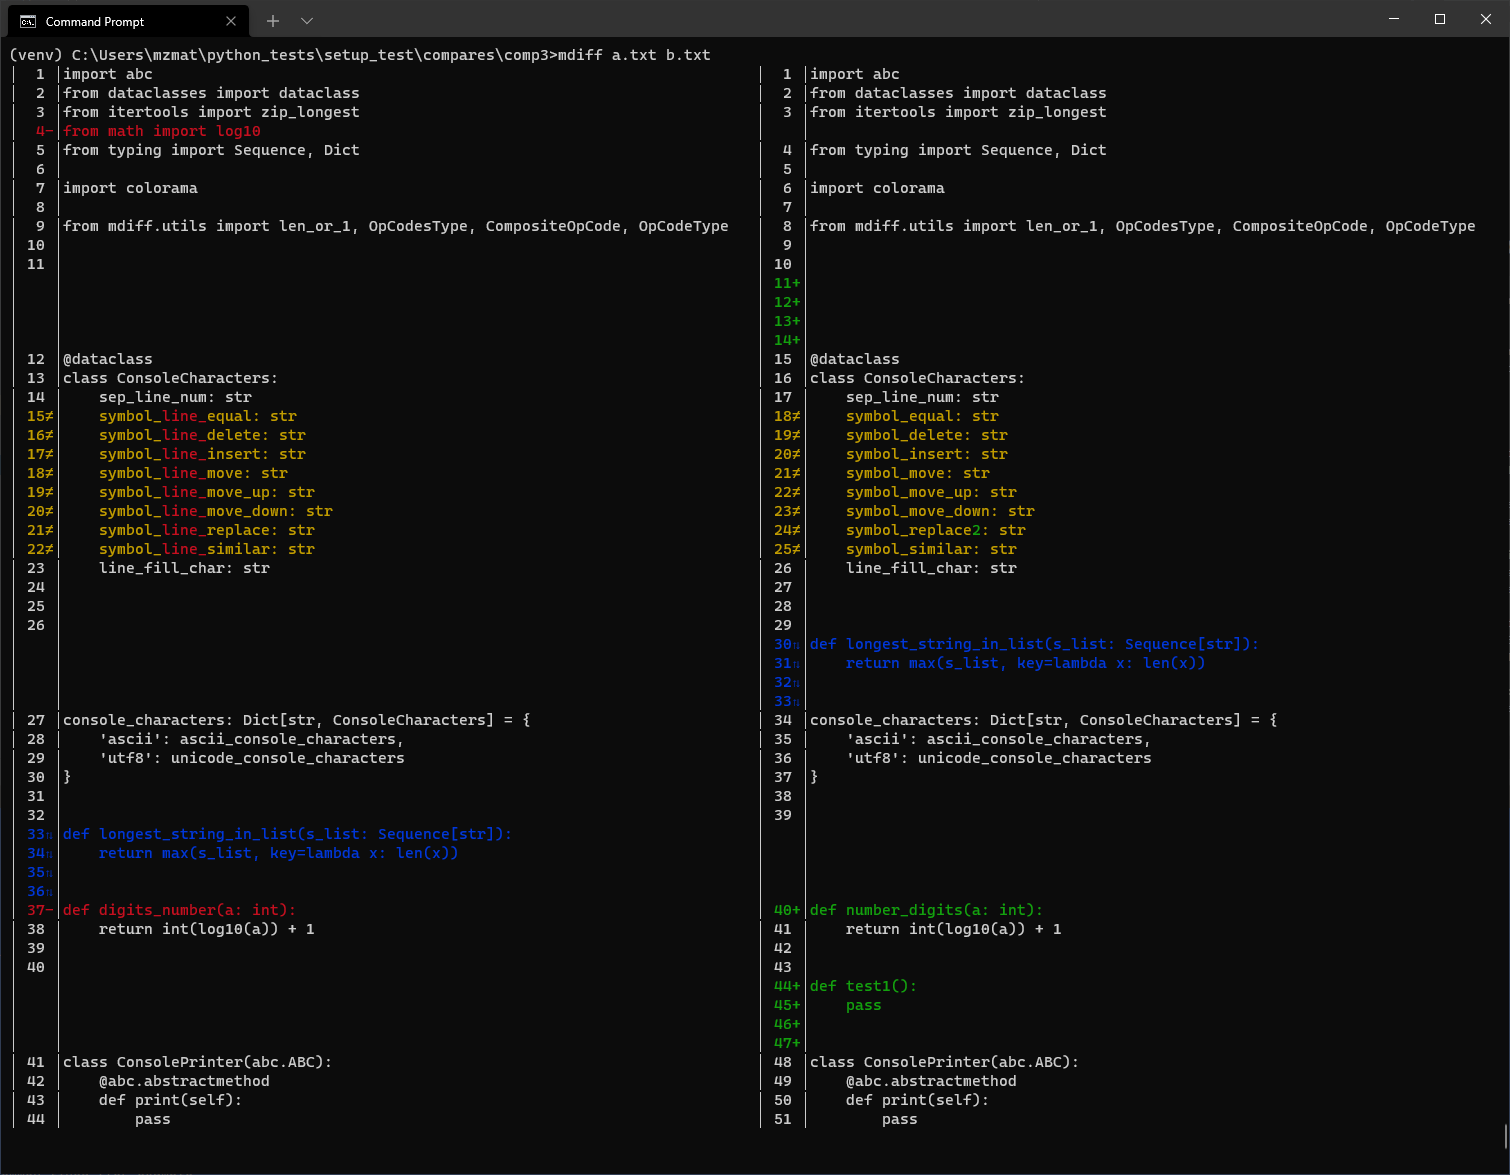 Command Prompt
(venv) C:\Users\mzmat\python_tests\setup_test\compares\comp3>mdiff a.txt b.txt
1 |import abc | 1 |import abc
2 |from dataclasses import dataclass | 2 |from dataclasses import dataclass
3 |from itertools import zip_longest | 3 |from itertools import zip_longest
4-|from math import log10
5 |from typing import Sequence, Dict | 4 |from typing import Sequence, Dict
6 | | 5 |
7 |import colorama | 6 |import colorama
8 | | 7 |
9 |from mdiff.utils import len_or_1, OpCodesType, CompositeOpCode, OpCodeType | 8 |from mdiff.utils import len_or_1, OpCodesType, CompositeOpCode, OpCodeType
10 | | 9 |
11 | | 10 |
11+|
12+|
13+|
14+|
12 |@dataclass | 15 |@dataclass
13 |class ConsoleCharacters: | 16 |class ConsoleCharacters:
14 |    sep_line_num: str | 17 |    sep_line_num: str
15≠|    symbol_line_equal: str | 18≠|    symbol_equal: str
16≠|    symbol_line_delete: str | 19≠|    symbol_delete: str
17≠|    symbol_line_insert: str | 20≠|    symbol_insert: str
18≠|    symbol_line_move: str | 21≠|    symbol_move: str
19≠|    symbol_line_move_up: str | 22≠|    symbol_move_up: str
20≠|    symbol_line_move_down: str | 23≠|    symbol_move_down: str
21≠|    symbol_line_replace: str | 24≠|    symbol_replace2: str
22≠|    symbol_line_similar: str | 25≠|    symbol_similar: str
23 |    line_fill_char: str | 26 |    line_fill_char: str
24 | | 27 |
25 | | 28 |
26 | | 29 |
30⇅|def longest_string_in_list(s_list: Sequence[str]):
31⇅|    return max(s_list, key=lambda x: len(x))
32⇅|
33⇅|
27 |console_characters: Dict[str, ConsoleCharacters] = { | 34 |console_characters: Dict[str, ConsoleCharacters] = {
28 |    'ascii': ascii_console_characters, | 35 |    'ascii': ascii_console_characters,
29 |    'utf8': unicode_console_characters | 36 |    'utf8': unicode_console_characters
30 |} | 37 |}
31 | | 38 |
32 | | 39 |
33⇅|def longest_string_in_list(s_list: Sequence[str]):
34⇅|    return max(s_list, key=lambda x: len(x))
35⇅|
36⇅|
37-|def digits_number(a: int): | 40+|def number_digits(a: int):
38 |    return int(log10(a)) + 1 | 41 |    return int(log10(a)) + 1
39 | | 42 |
40 | | 43 |
44+|def test1():
45+|    pass
46+|
47+|
41 |class ConsolePrinter(abc.ABC): | 48 |class ConsolePrinter(abc.ABC):
42 |    @abc.abstractmethod | 49 |    @abc.abstractmethod
43 |    def print(self): | 50 |    def print(self):
44 |        pass | 51 |        pass